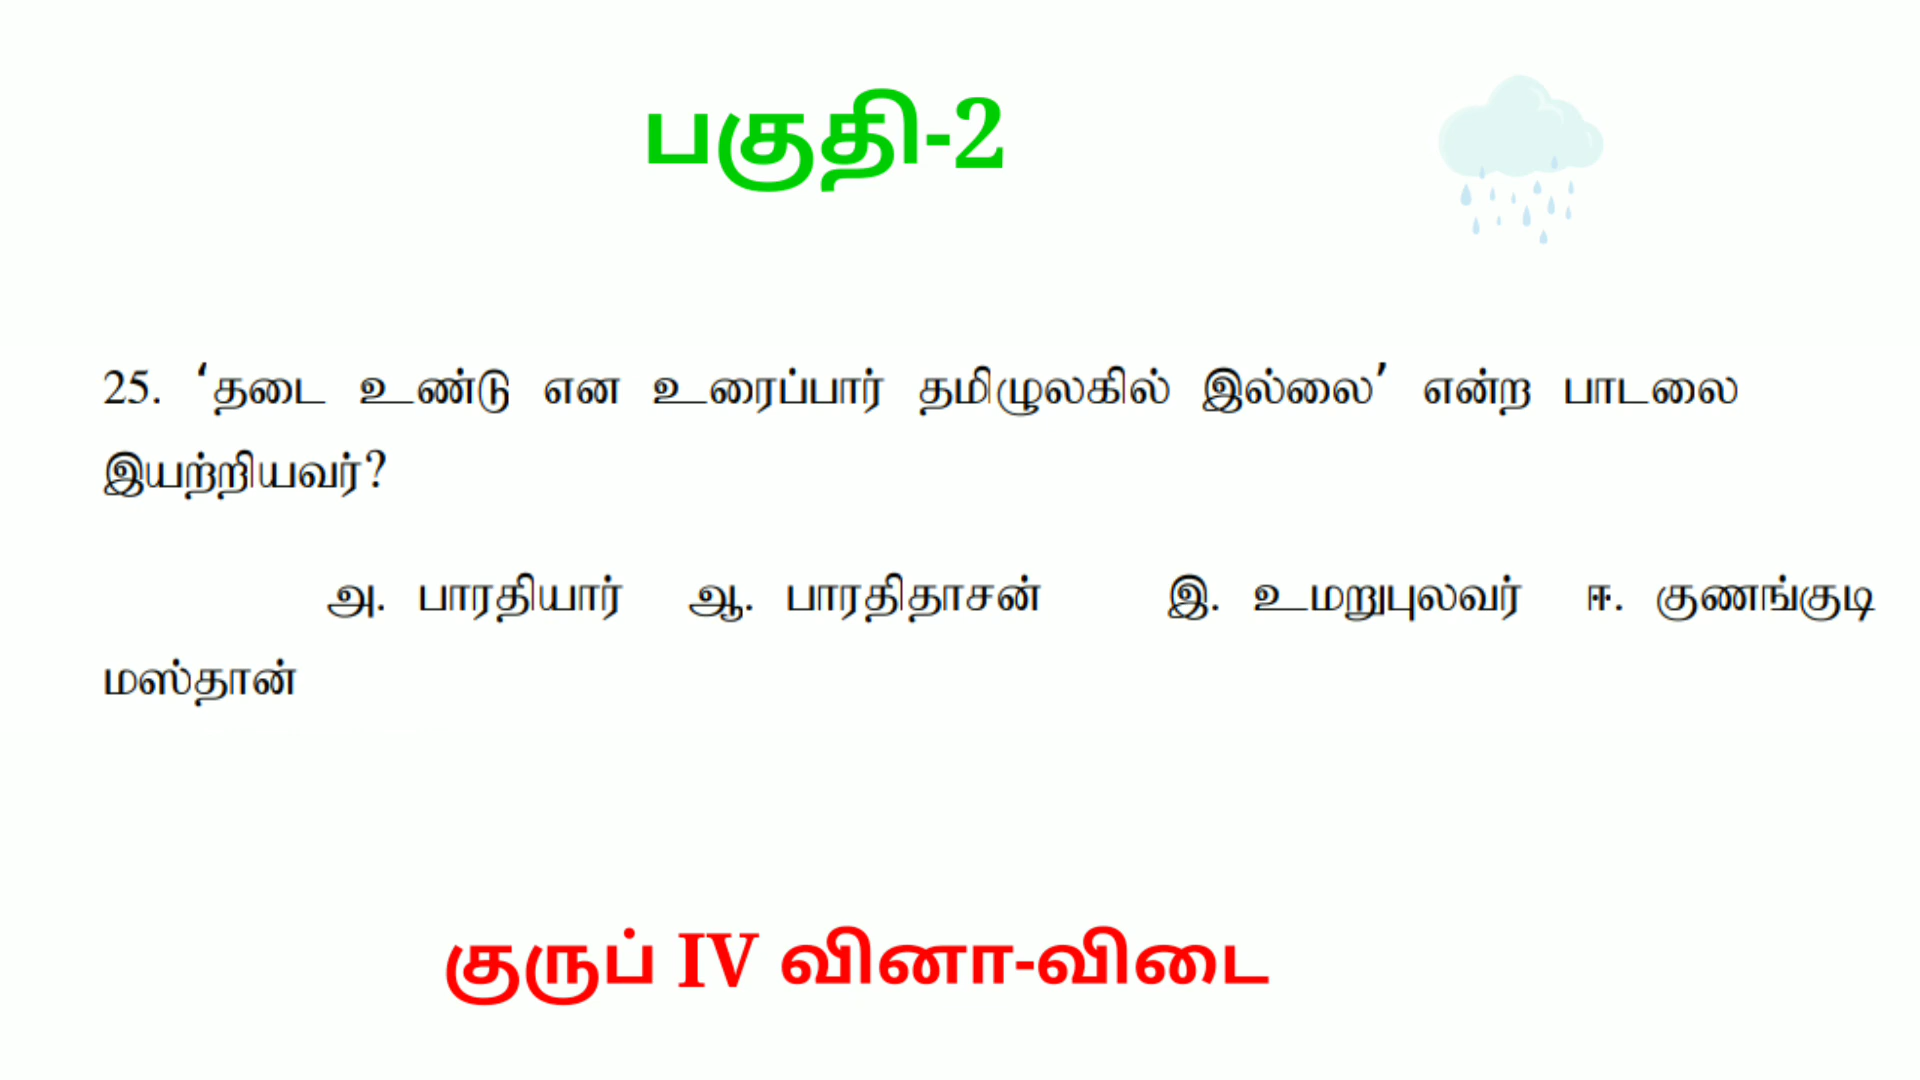 பகுதி-2
25. ‘தடை உண்டு என உரைப்பார் தமிழுலகில் இல்லை’ என்ற பாடலை
இயற்றியவர்?
அ. பாரதியார் ஆ. பாரதிதாசன் இ. உமறுபுலவர் ஈ. குணங்குடி
மஸ்தான்
குருப் IV வினா-விடை